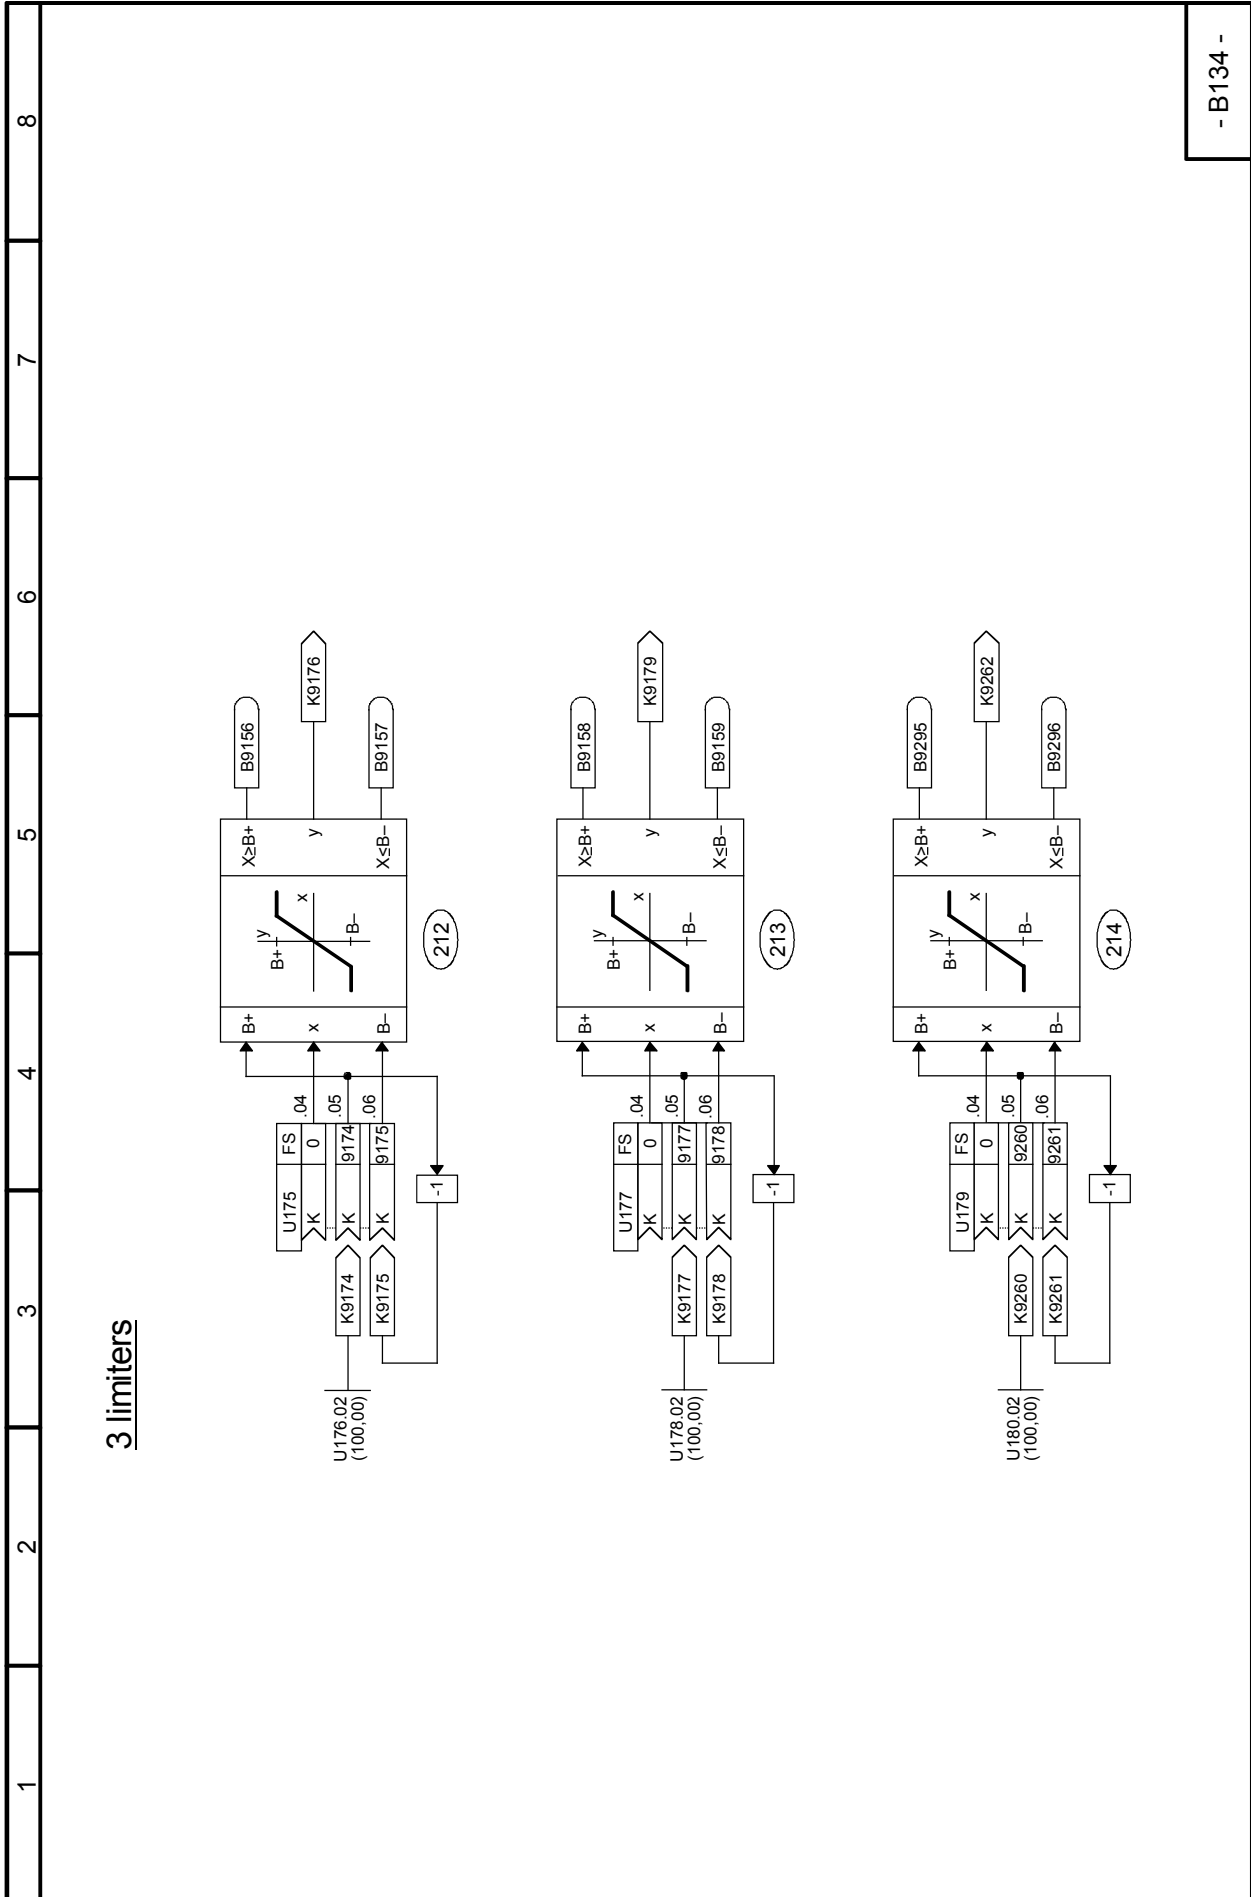 3 limiters
U176.02
(100,00)
K9174
K9175
U175 FS
K 0 .04
K 9174 .05
K 9175 .06
-1
B+
x
B–
y
B+
x
B–
X≥B+
y
X≤B–
B9156
K9176
B9157
212
U178.02
(100,00)
K9177
K9178
U177 FS
K 0 .04
K 9177 .05
K 9178 .06
-1
B+
x
B–
y
B+
x
B–
X≥B+
y
X≤B–
B9158
K9179
B9159
213
U180.02
(100,00)
K9260
K9261
U179 FS
K 0 .04
K 9260 .05
K 9261 .06
-1
B+
x
B–
y
B+
x
B–
X≥B+
y
X≤B–
B9295
K9262
B9296
214
1 2 3 4 5 6 7 8
- B134 -